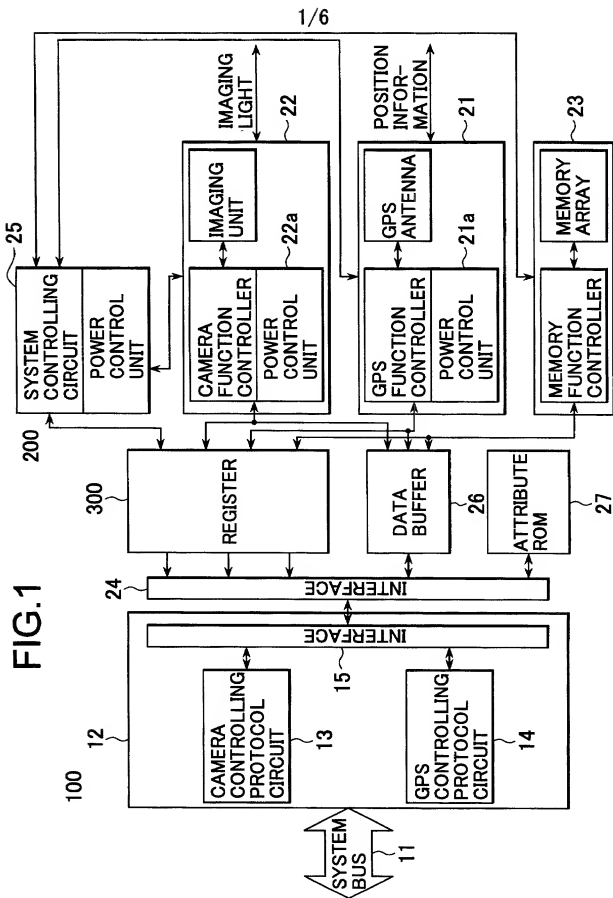 1/6
FIG.1
100
200
SYSTEM
BUS
11
12
CAMERA
CONTROLLING
PROTOCOL
CIRCUIT
13
GPS
CONTROLLING
PROTOCOL
CIRCUIT
14
INTERFACE
15
24
INTERFACE
300
REGISTER
DATA
BUFFER
26
ATTRIBUTE
ROM
27
25
SYSTEM
CONTROLLING
CIRCUIT
POWER
CONTROL
UNIT
CAMERA
FUNCTION
CONTROLLER
POWER
CONTROL
UNIT
22a
IMAGING
UNIT
22
IMAGING
LIGHT
GPS
FUNCTION
CONTROLLER
POWER
CONTROL
UNIT
21a
GPS
ANTENNA
21
POSITION
INFOR-
MATION
MEMORY
FUNCTION
CONTROLLER
MEMORY
ARRAY
23